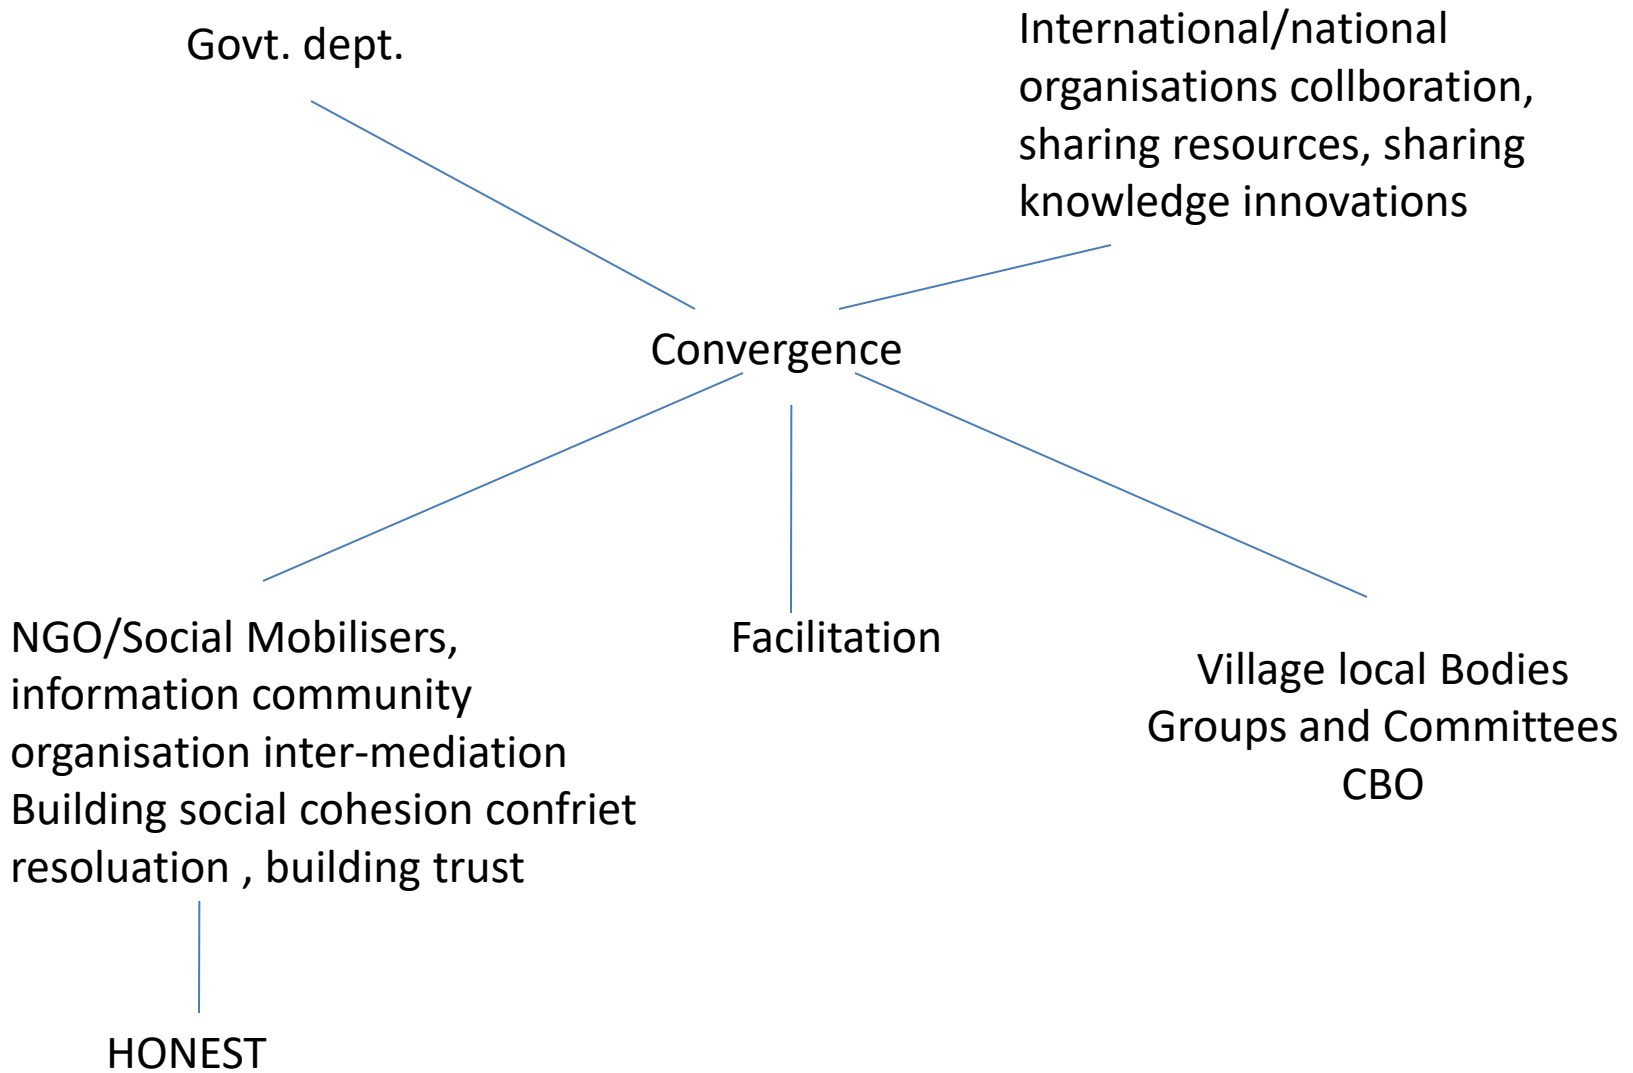 Govt. dept.
International/national
organisations collboration,
sharing resources, sharing
knowledge innovations
Convergence
NGO/Social Mobilisers,
information community
organisation inter-mediation
Building social cohesion confriet
resoluation , building trust
Facilitation
Village local Bodies
Groups and Committees
CBO
HONEST